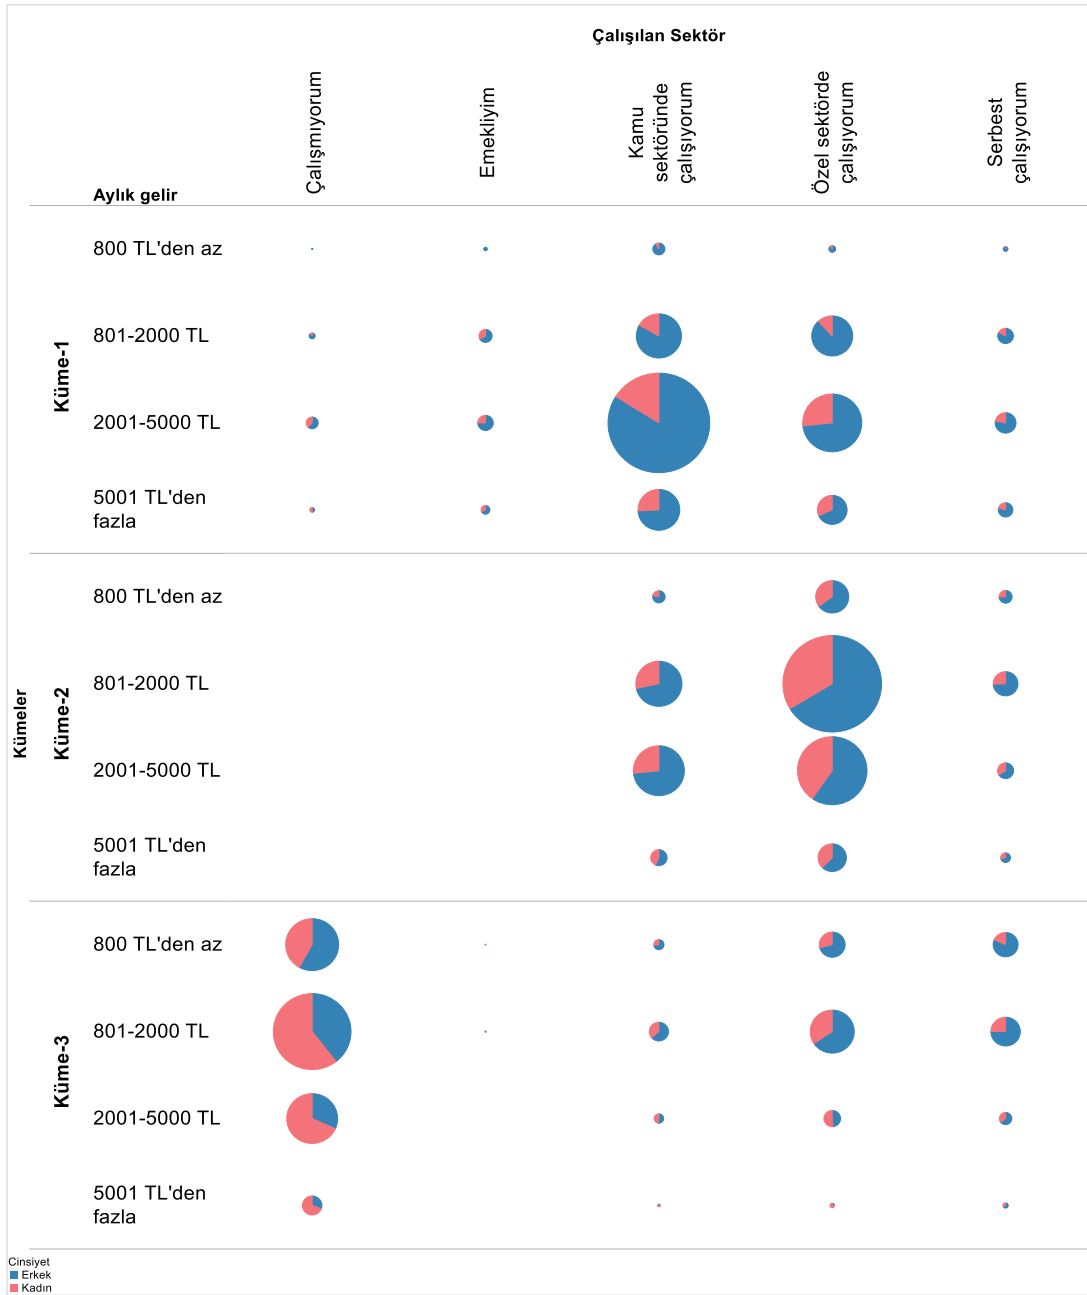 Çalışılan Sektör
Çalışmıyorum
Emekliyim
Kamu
sektöründe
çalışıyorum
Özel sektörde
çalışıyorum
Serbest
çalışıyorum
Aylık gelir
Kümeler
Küme-1
800 TL'den az
801-2000 TL
2001-5000 TL
5001 TL'den
fazla
Küme-2
800 TL'den az
801-2000 TL
2001-5000 TL
5001 TL'den
fazla
Küme-3
800 TL'den az
801-2000 TL
2001-5000 TL
5001 TL'den
fazla
Cinsiyet
Erkek
Kadın